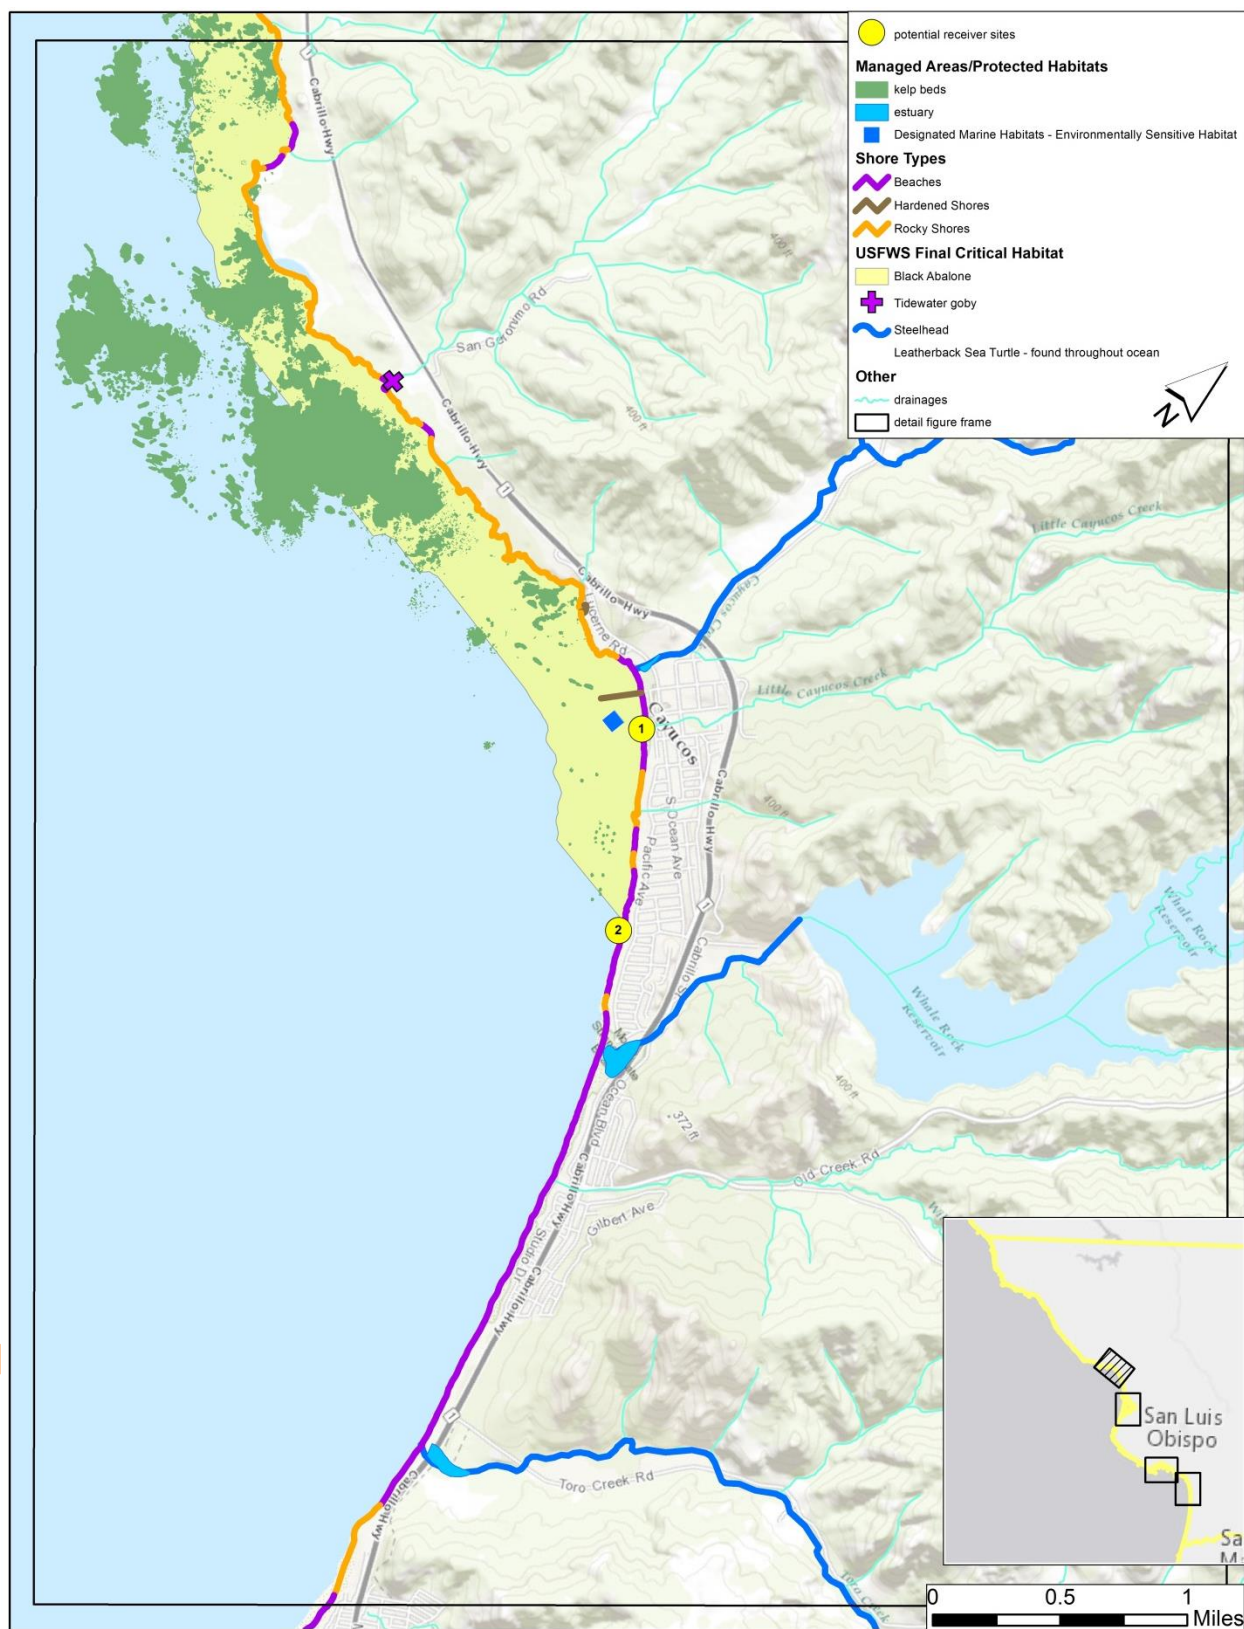 potential receiver sites
Managed Areas/Protected Habitats
kelp beds
estuary
Designated Marine Habitats - Environmentally Sensitive Habitat
Shore Types
Beaches
Hardened Shores
Rocky Shores
USFWS Final Critical Habitat
Black Abalone
Tidewater goby
Steelhead
Leatherback Sea Turtle - found throughout ocean
Other
drainages
detail figure frame
N
1
Cabrillo Hwy
400 ft
San Geronimo Rd
400 ft
Cabrillo Hwy
1
Little Cayucos Creek
Cabrillo Hwy
Lucerne Rd
Cayucos
Little Cayucos Creek
1
Cayucos
Cabrillo Hwy
400 ft
S Ocean Ave
Pacific Ave
1
2
Cabrillo St
Whale Rock
Reservoir
Whale Rock
Reservoir
400 ft
372 ft
Ocean Blvd
Cabrillo Hwy
Old Creek Rd
Gilbert Ave
Studio Dr
Cabrillo Hwy
1
Toro Creek Rd
Cabrillo Hwy
Toro Creek
San Luis
Obispo
0 0.5 1
Miles